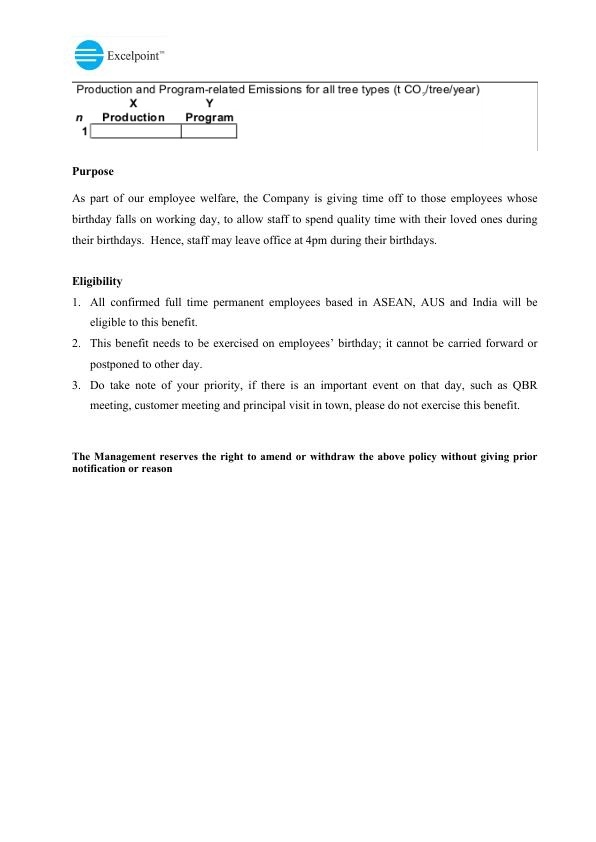 Excelpoint™
Production and Program-related Emissions for all tree types (t CO2/tree/year)
X Y
n Production Program
1
Purpose
As part of our employee welfare, the Company is giving time off to those employees whose
birthday falls on working day, to allow staff to spend quality time with their loved ones during
their birthdays.  Hence, staff may leave office at 4pm during their birthdays.
Eligibility
1. All confirmed full time permanent employees based in ASEAN, AUS and India will be
eligible to this benefit.
2. This benefit needs to be exercised on employees’ birthday; it cannot be carried forward or
postponed to other day.
3. Do take note of your priority, if there is an important event on that day, such as QBR
meeting, customer meeting and principal visit in town, please do not exercise this benefit.
The Management reserves the right to amend or withdraw the above policy without giving prior
notification or reason